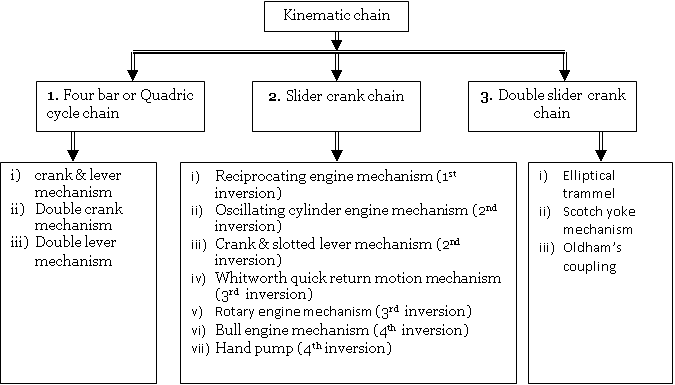 Kinematic chain
1. Four bar or Quadric
cycle chain
2. Slider crank chain
3. Double slider crank
chain
i) crank & lever
mechanism
ii) Double crank
mechanism
iii) Double lever
mechanism
i) Reciprocating engine mechanism (1st
inversion)
ii) Oscillating cylinder engine mechanism (2nd
inversion)
iii) Crank & slotted lever mechanism (2nd
inversion)
iv) Whitworth quick return motion mechanism
(3rd inversion)
v) Rotary engine mechanism (3rd inversion)
vi) Bull engine mechanism (4th inversion)
vii) Hand pump (4th inversion)
i) Elliptical
trammel
ii) Scotch yoke
mechanism
iii) Oldham's
coupling